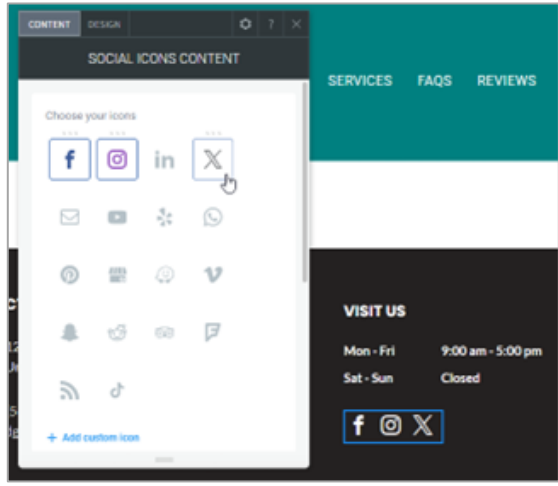 CONTENT DESIGN ?
SOCIAL ICONS CONTENT
SERVICES FAQS REVIEWS
Choose your icons
+ Add custom icon
VISIT US
Mon - Fri 9:00 am - 5:00 pm
Sat - Sun Closed